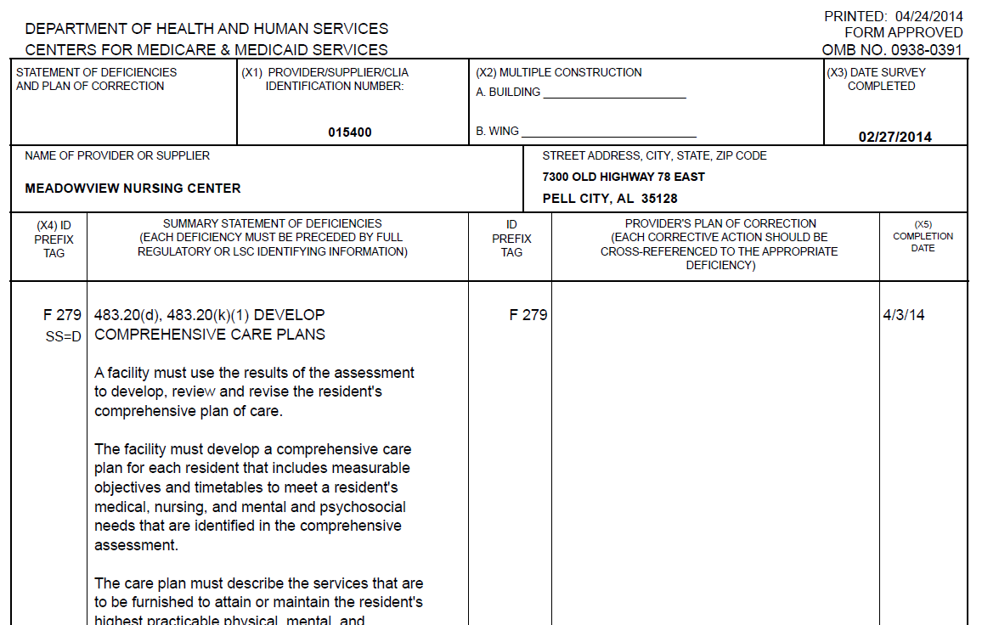 PRINTED: 04/24/2014
DEPARTMENT OF HEALTH AND HUMAN SERVICES
FORM APPROVED
CENTERS FOR MEDICARE & MEDICAID SERVICES
OMB NO. 0938-0391
STATEMENT OF DEFICIENCIES
AND PLAN OF CORRECTION
(X1) PROVIDER/SUPPLIER/CLIA
IDENTIFICATION NUMBER:
015400
(X2) MULTIPLE CONSTRUCTION
A. BUILDING
B. WING
(X3) DATE SURVEY
COMPLETED
02/27/2014
NAME OF PROVIDER OR SUPPLIER
MEADOWVIEW NURSING CENTER
STREET ADDRESS, CITY, STATE, ZIP CODE
7300 OLD HIGHWAY 78 EAST
PELL CITY, AL 35128
(X4) ID
PREFIX
TAG
SUMMARY STATEMENT OF DEFICIENCIES
(EACH DEFICIENCY MUST BE PRECEDED BY FULL
REGULATORY OR LSC IDENTIFYING INFORMATION)
ID
PREFIX
TAG
PROVIDER'S PLAN OF CORRECTION
(EACH CORRECTIVE ACTION SHOULD BE
CROSS-REFERENCED TO THE APPROPRIATE
DEFICIENCY)
(X5)
COMPLETION
DATE
F 279
SS=D
483.20(d), 483.20(k)(1) DEVELOP
COMPREHENSIVE CARE PLANS
A facility must use the results of the assessment
to develop, review and revise the resident's
comprehensive plan of care.
The facility must develop a comprehensive care
plan for each resident that includes measurable
objectives and timetables to meet a resident's
medical, nursing, and mental and psychosocial
needs that are identified in the comprehensive
assessment.
The care plan must describe the services that are
to be furnished to attain or maintain the resident's
highest practicable physical, mental, and
F 279
4/3/14